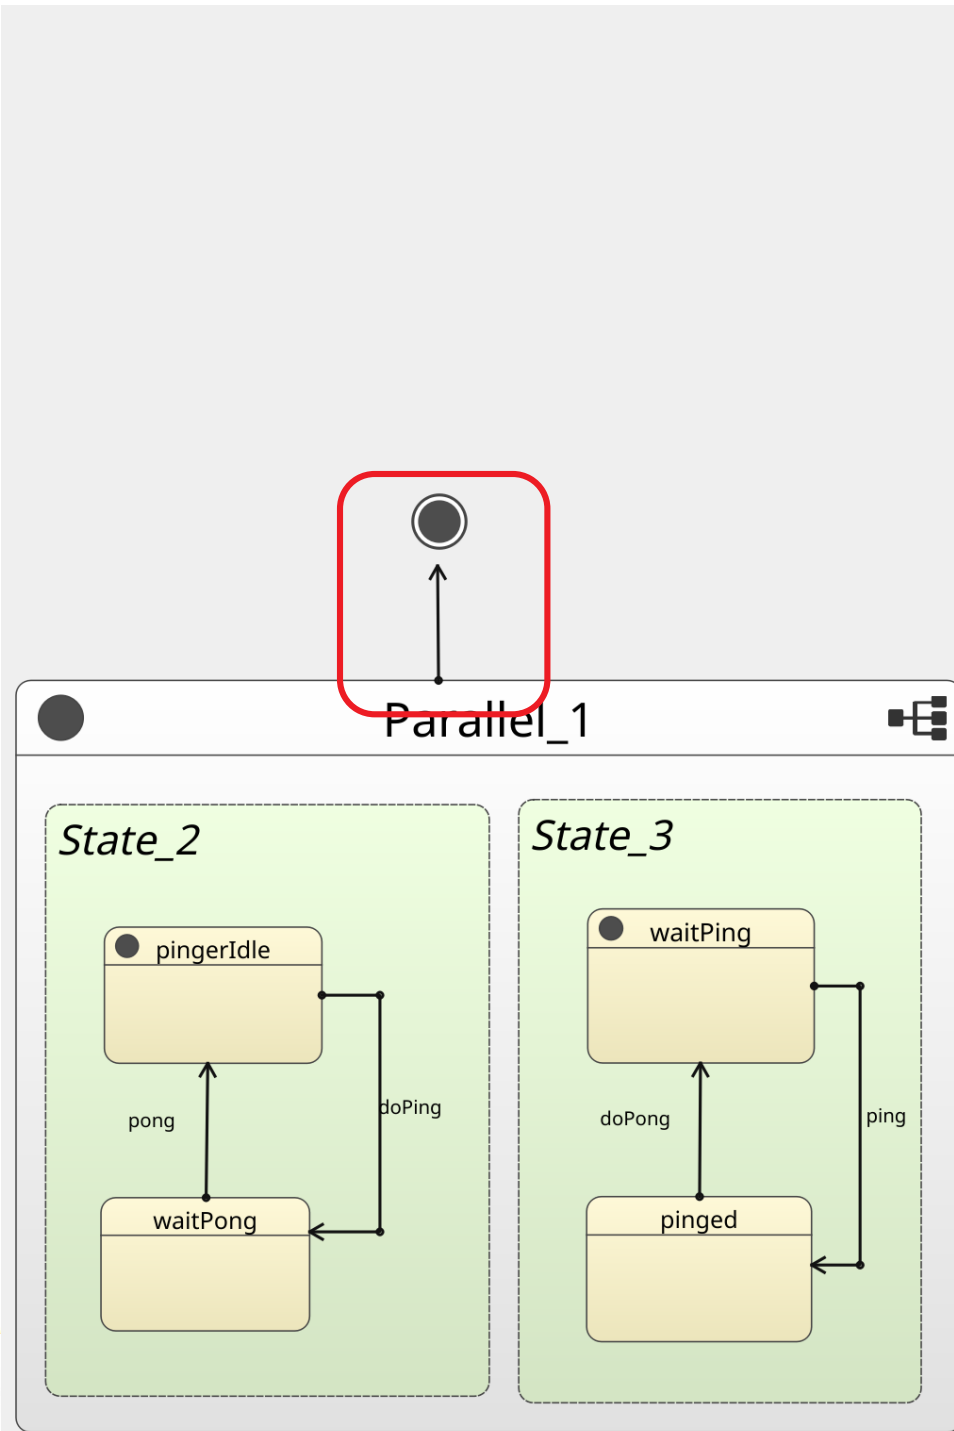 Parallel_1
State_2
State_3
pingerIdle
waitPing
pong
doPing
doPong
ping
waitPong
pinged